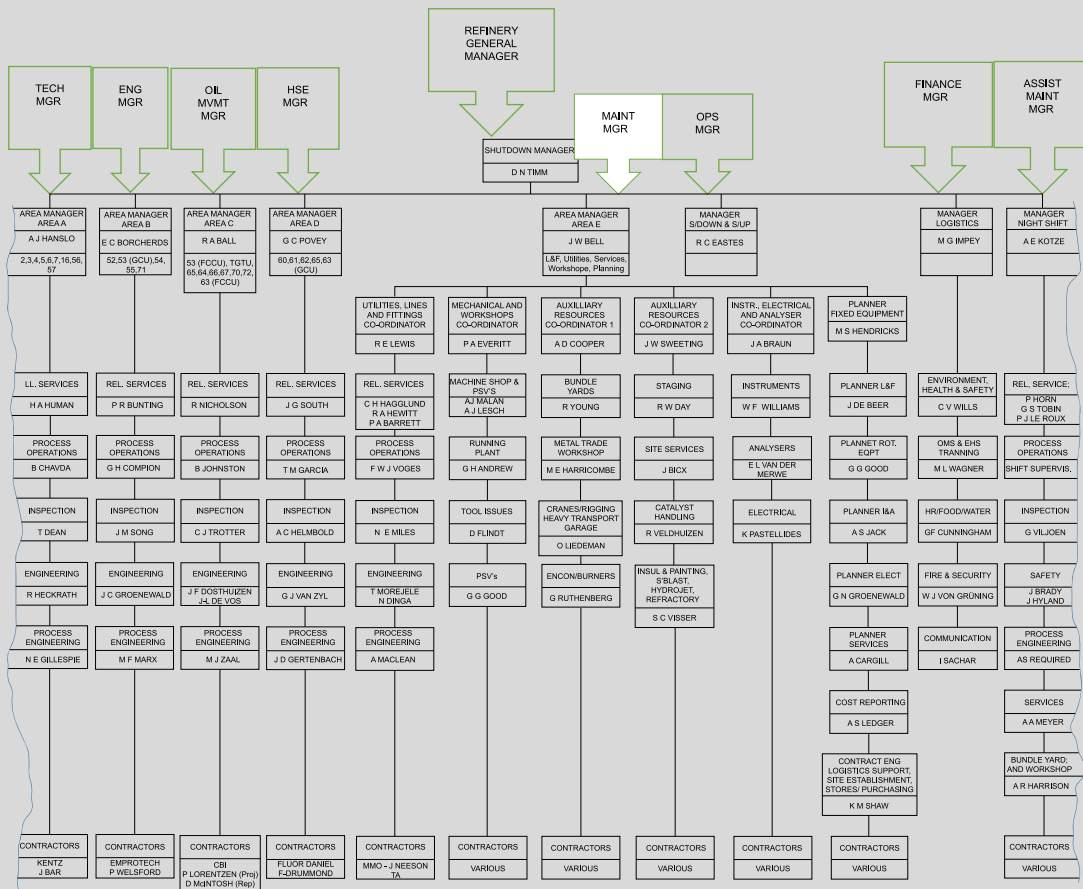 REFINERY
GENERAL
MANAGER
TECH
MGR
ENG
MGR
OIL
MVMT
MGR
HSE
MGR
MAINT
MGR
OPS
MGR
FINANCE
MGR
ASSIST
MAINT
MGR
SHUTDOWN MANAGER
D N TIMM
AREA MANAGER
AREA A
A J HANSLO
2,3,4,5,6,7,16,56,
57
AREA MANAGER
AREA B
E C BORCHERDS
52,53 (GCU),54,
55,71
AREA MANAGER
AREA C
R A BALL
53 (FCCU), TGTU,
65,64,66,67,70,72,
63 (FCCU)
AREA MANAGER
AREA D
G C POVEY
60,61,62,65,63
(GCU)
AREA MANAGER
AREA E
J W BELL
L&F, Utilities, Services,
Workshope, Planning
MANAGER
S/DOWN & S/UP
R C EASTES
MANAGER
LOGISTICS
M G IMPEY
MANAGER
NIGHT SHIFT
A E KOTZE
UTILITIES, LINES
AND FITTINGS
CO-ORDINATOR
R E LEWIS
MECHANICAL AND
WORKSHOPS
CO-ORDINATOR
P A EVERITT
AUXILLIARY
RESOURCES
CO-ORDINATOR 1
A D COOPER
AUXILLIARY
RESOURCES
CO-ORDINATOR 2
J W SWEETING
INSTR., ELECTRICAL
AND ANALYSER
CO-ORDINATOR
J A BRAUN
PLANNER
FIXED EQUIPMENT
M S HENDRICKS
LL. SERVICES
H A HUMAN
REL. SERVICES
P R BUNTING
REL. SERVICES
R NICHOLSON
REL. SERVICES
J G SOUTH
REL. SERVICES
C H HAGGLUND
R A HEWITT
P A BARRETT
MACHINE SHOP &
PSV'S
AJ MALAN
A J LESCH
BUNDLE
YARDS
R YOUNG
STAGING
R W DAY
INSTRUMENTS
W F WILLIAMS
PLANNER L&F
J DE BEER
ENVIRONMENT,
HEALTH & SAFETY
C V WILLS
REL, SERVICE;
P HORN
G S TOBIN
P J LE ROUX
PROCESS
OPERATIONS
B CHAVDA
PROCESS
OPERATIONS
G H COMPION
PROCESS
OPERATIONS
B JOHNSTON
PROCESS
OPERATIONS
T M GARCIA
PROCESS
OPERATIONS
F W J VOGES
RUNNING
PLANT
G H ANDREW
METAL TRADE
WORKSHOP
M E HARRICOMBE
SITE SERVICES
J BICX
ANALYSERS
E L VAN DER
MERWE
PLANNET ROT.
EQPT
G G GOOD
OMS & EHS
TRANNING
M L WAGNER
PROCESS
OPERATIONS
SHIFT SUPERVIS.
INSPECTION
T DEAN
INSPECTION
J M SONG
INSPECTION
C J TROTTER
INSPECTION
A C HELMBOLD
INSPECTION
N E MILES
TOOL ISSUES
D FLINDT
CRANES/RIGGING
HEAVY TRANSPORT
GARAGE
O LIEDEMAN
CATALYST
HANDLING
R VELDHUIZEN
ELECTRICAL
K PASTELLIDES
PLANNER I&A
A S JACK
HR/FOOD/WATER
GF CUNNINGHAM
INSPECTION
G VILJOEN
ENGINEERING
R HECKRATH
ENGINEERING
J C GROENEWALD
ENGINEERING
J F DOSTHUIZEN
J-L DE VOS
ENGINEERING
G J VAN ZYL
ENGINEERING
T MOREJELE
N DINGA
PSV's
G G GOOD
ENCON/BURNERS
G RUTHENBERG
INSUL & PAINTING,
S'BLAST,
HYDROJET,
REFRACTORY
S C VISSER
PLANNER ELECT
G N GROENEWALD
FIRE & SECURITY
W J VON GRÜNING
SAFETY
J BRADY
J HYLAND
PROCESS
ENGINEERING
N E GILLESPIE
PROCESS
ENGINEERING
M F MARX
PROCESS
ENGINEERING
M J ZAAL
PROCESS
ENGINEERING
J D GERTENBACH
PROCESS
ENGINEERING
A MACLEAN
PLANNER
SERVICES
A CARGILL
COMMUNICATION
I SACHAR
PROCESS
ENGINEERING
AS REQUIRED
COST REPORTING
A S LEDGER
SERVICES
A A MEYER
CONTRACT ENG
LOGISTICS SUPPORT,
SITE ESTABLISHMENT,
STORES/ PURCHASING
K M SHAW
BUNDLE YARD;
AND WORKSHOP
A R HARRISON
CONTRACTORS
KENTZ
J BAR
CONTRACTORS
EMPROTECH
P WELSFORD
CONTRACTORS
CBI
P LORENTZEN (Proj)
D McINTOSH (Rep)
CONTRACTORS
FLUOR DANIEL
F-DRUMMOND
CONTRACTORS
MMO - J NEESON
TA
CONTRACTORS
VARIOUS
CONTRACTORS
VARIOUS
CONTRACTORS
VARIOUS
CONTRACTORS
VARIOUS
CONTRACTORS
VARIOUS
CONTRACTORS
VARIOUS